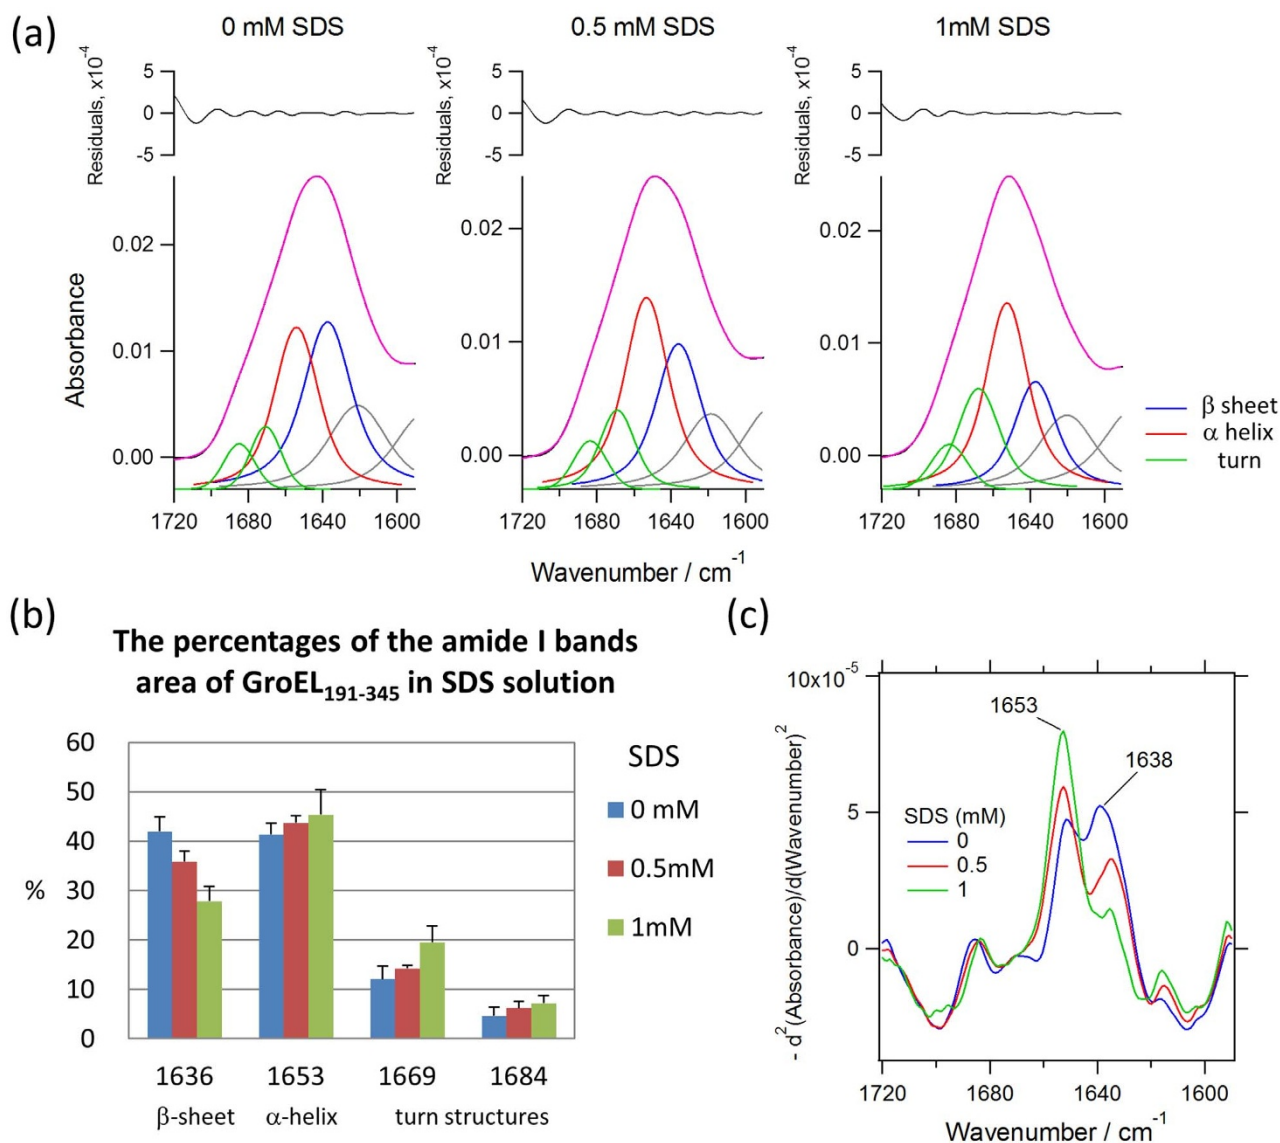 (a)
0 mM SDS
0.5 mM SDS
1mM SDS
Residuals, x10-4
5
0
-5
Residuals, x10-4
5
0
-5
Residuals, x10-4
5
0
-5
Absorbance
0.02
0.01
0.00
0.02
0.01
0.00
0.02
0.01
0.00
1720 1680 1640 1600
1720 1680 1640 1600
1720 1680 1640 1600
Wavenumber / cm-1
β sheet
α helix
turn
(b)
The percentages of the amide I bands
area of GroEL191-345 in SDS solution
%
60
50
40
30
20
10
0
1636 1653 1669 1684
β-sheet α-helix turn structures
SDS
0 mM
0.5mM
1mM
(c)
- d2(Absorbance)/d(Wavenumber)2
10x10-5
5
0
1653
1638
SDS (mM)
0
0.5
1
1720 1680 1640 1600
Wavenumber / cm-1